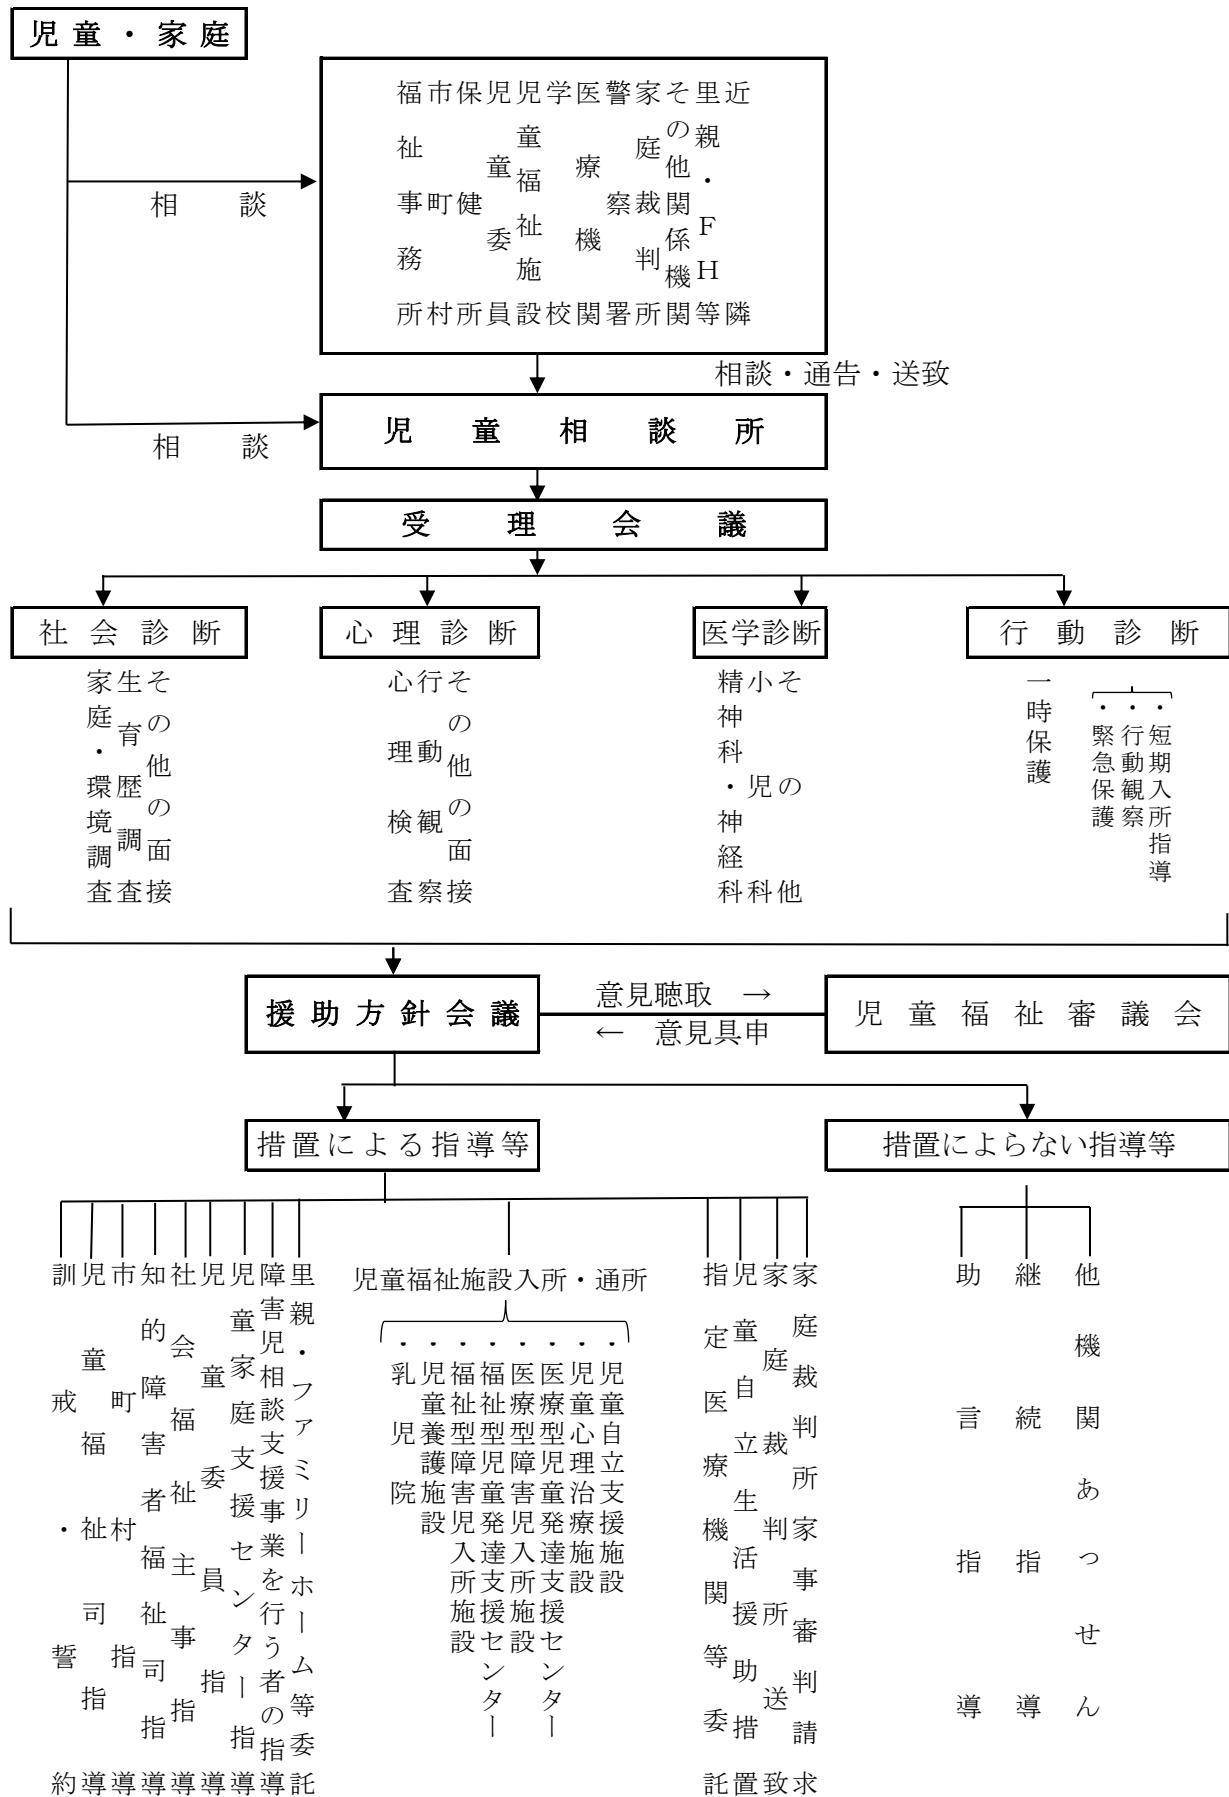 児童・家庭
福祉事務所
市町村
保健所
児童委員
児童福祉施設
学校
医療機関
警察署
家庭裁判所
その他関係機関
里親・FH等
近隣
相談
相談・通告・送致
相談
児童相談所
受理会議
社会診断
心理診断
医学診断
行動診断
家庭・環境調査
生育歴調査
その他の面接
心理検査
行動観察
その他の面接
精神科・神経科
小児科
その他
一時保護
・緊急保護
・行動観察
・短期入所指導
援助方針会議
意見聴取 →
← 意見具申
児童福祉審議会
措置による指導等
措置によらない指導等
訓戒・誓約
児童福祉司指導
市町村指導
知的障害者福祉司指導
社会福祉主事指導
児童委員指導
児童家庭支援センター指導
障害児相談支援事業を行う者の指導
里親・ファミリーホーム等委託
児童福祉施設入所・通所
・乳児院
・児童養護施設
・福祉型障害児入所施設
・福祉型児童発達支援センター
・医療型障害児入所施設
・医療型児童発達支援センター
・児童心理治療施設
・児童自立支援施設
指定医療機関等委託
児童自立生活援助措置
家庭裁判所送致
家庭裁判所家事審判請求
助言指導
継続指導
他機関あっせん